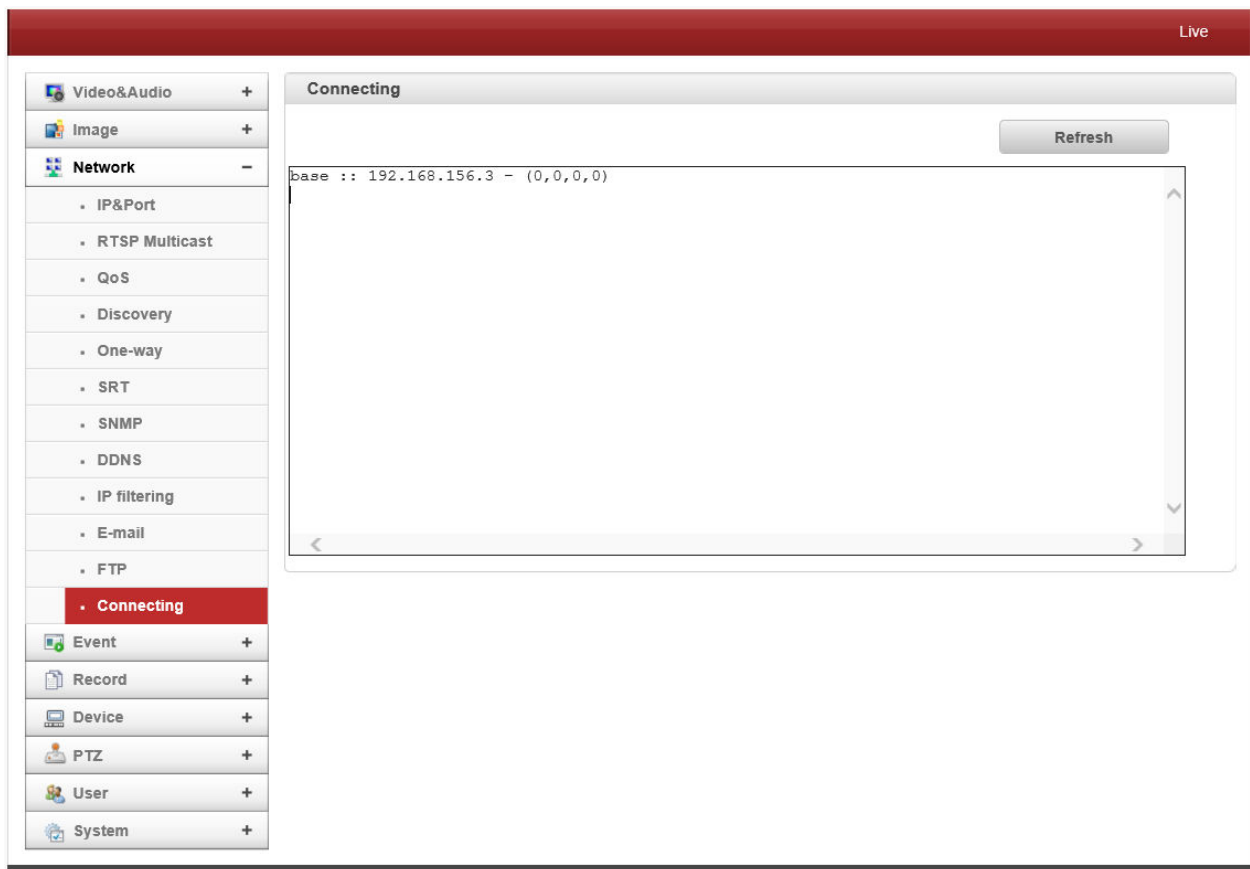 Live
Video&Audio +
Image +
Network −
IP&Port
RTSP Multicast
QoS
Discovery
One-way
SRT
SNMP
DDNS
IP filtering
E-mail
FTP
Connecting
Event +
Record +
Device +
PTZ +
User +
System +
Connecting
Refresh
base :: 192.168.156.3 - (0,0,0,0)